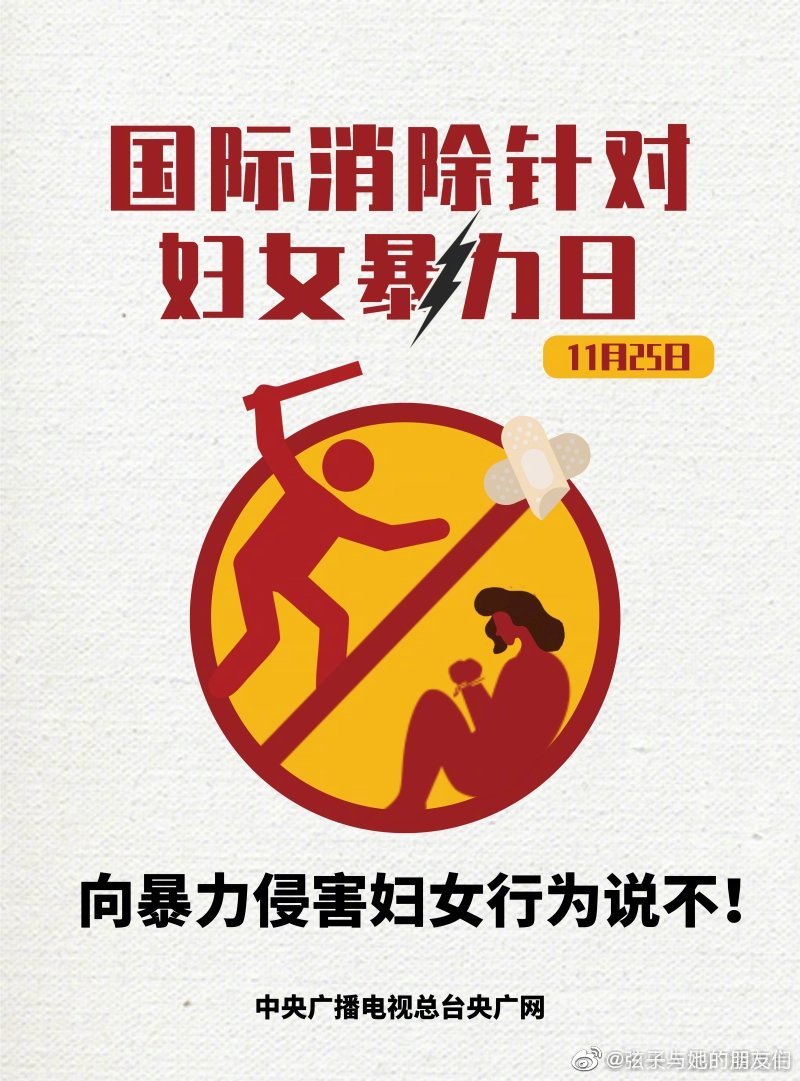 国际消除针对
妇女暴力日
11月25日
向暴力侵害妇女行为说不!
中央广播电视总台央广网
@弦子与她的朋友们